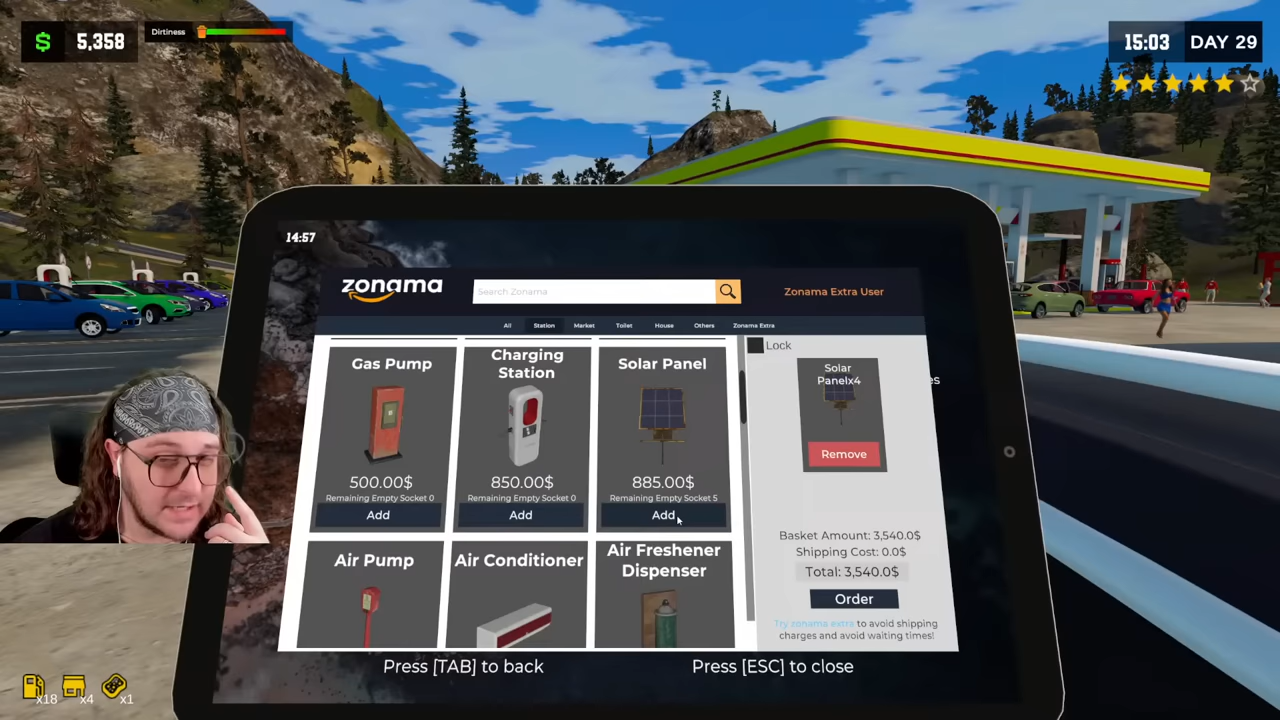 $ 5,358
Dirtiness
15:03 DAY 29
14:57
zonama
Search Zonama
Zonama Extra User
All Station Market Toilet House Others Zonama Extra
Gas Pump
500.00$
Remaining Empty Socket 0
Add
Charging
Station
850.00$
Remaining Empty Socket 0
Add
Solar Panel
885.00$
Remaining Empty Socket 5
Add
Air Pump
Air Conditioner
Air Freshener
Dispenser
Lock
Solar
Panelx4
Remove
es
Basket Amount: 3,540.0$
Shipping Cost: 0.0$
Total: 3,540.0$
Order
Try zonama extra to avoid shipping
charges and avoid waiting times!
Press [TAB] to back
Press [ESC] to close
x18 x4 x1